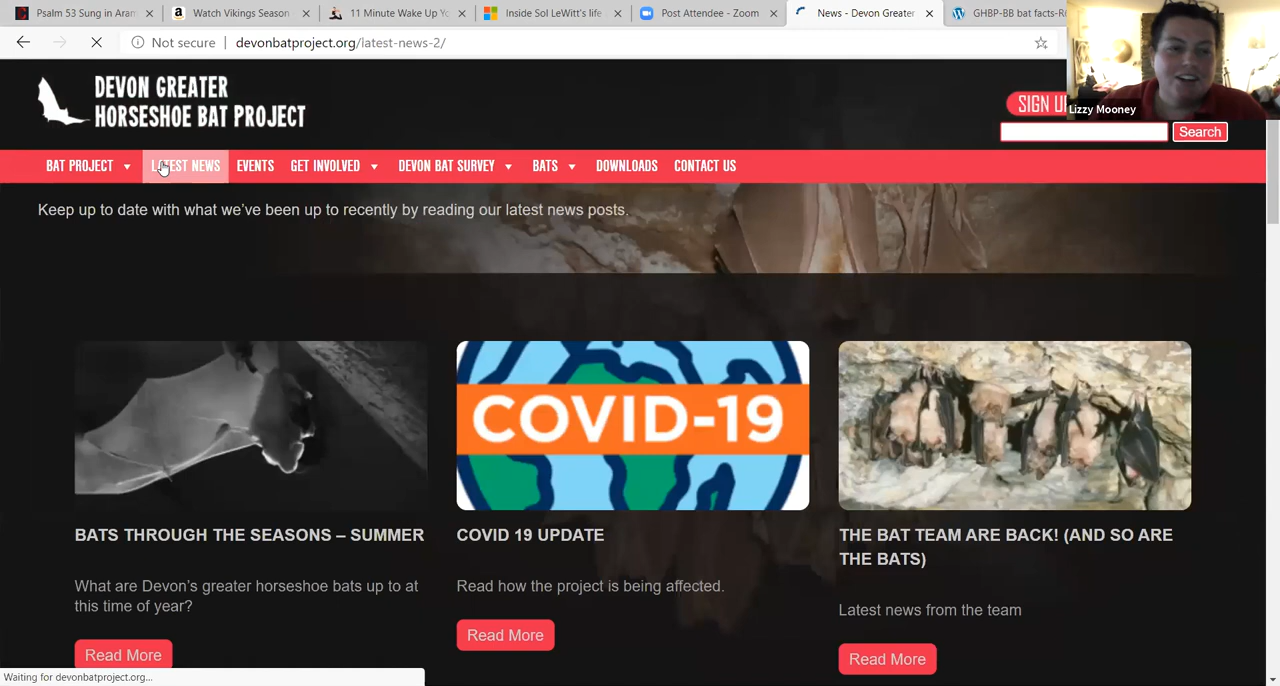 Psalm 53 Sung in Aram
Watch Vikings Season
11 Minute Wake Up Yo
Inside Sol LeWitt's life
Post Attendee - Zoom
News - Devon Greater
GHBP-BB bat facts-R
Not secure | devonbatproject.org/latest-news-2/
Lizzy Mooney
DEVON GREATER
HORSESHOE BAT PROJECT
SIGN U
Search
BAT PROJECT LATEST NEWS EVENTS GET INVOLVED DEVON BAT SURVEY BATS DOWNLOADS CONTACT US
Keep up to date with what we've been up to recently by reading our latest news posts.
COVID-19
BATS THROUGH THE SEASONS – SUMMER
What are Devon's greater horseshoe bats up to at
this time of year?
Read More
COVID 19 UPDATE
Read how the project is being affected.
Read More
THE BAT TEAM ARE BACK! (AND SO ARE
THE BATS)
Latest news from the team
Read More
Waiting for devonbatproject.org...